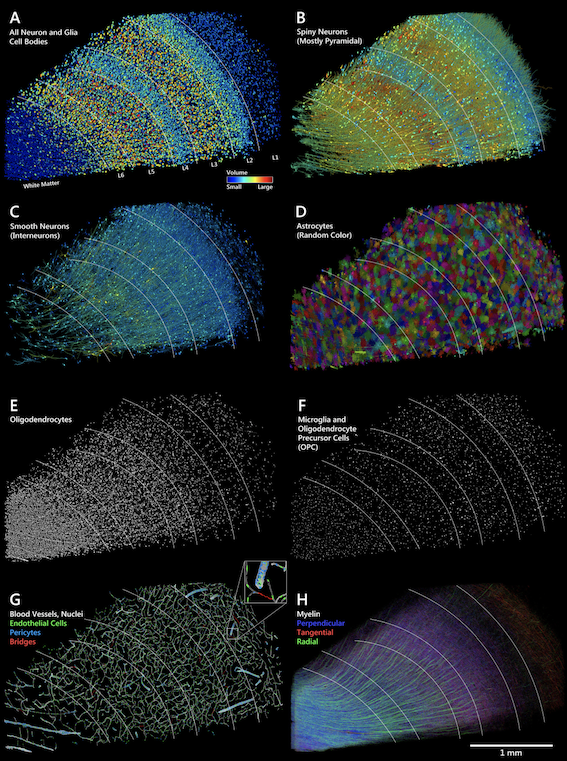 A
All Neuron and Glia
Cell Bodies
White Matter
L6
L5
L4
L3
L2
L1
Volume
Small
Large
B
Spiny Neurons
(Mostly Pyramidal)
C
Smooth Neurons
(Interneurons)
D
Astrocytes
(Random Color)
E
Oligodendrocytes
F
Microglia and
Oligodendrocyte
Precursor Cells
(OPC)
G
Blood Vessels, Nuclei
Endothelial Cells
Pericytes
Bridges
H
Myelin
Perpendicular
Tangential
Radial
1 mm